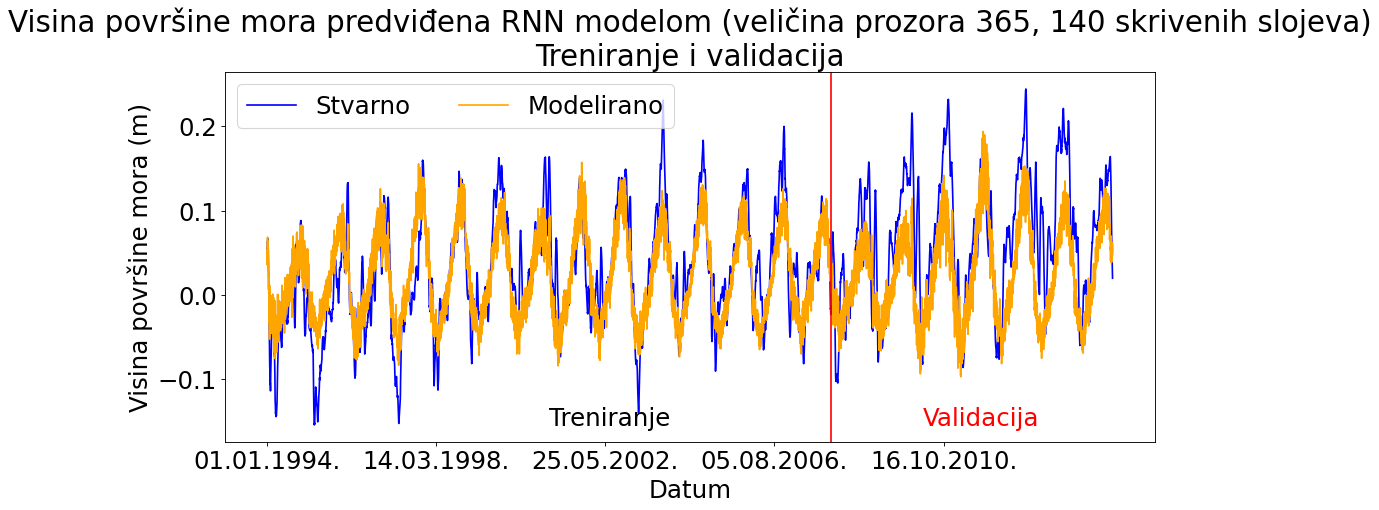 Visina površine mora predviđena RNN modelom (veličina prozora 365, 140 skrivenih slojeva)
Treniranje i validacija
Stvarno
Modelirano
Visina površine mora (m)
0.2
0.1
0.0
−0.1
Treniranje
Validacija
01.01.1994.
14.03.1998.
25.05.2002.
05.08.2006.
16.10.2010.
Datum